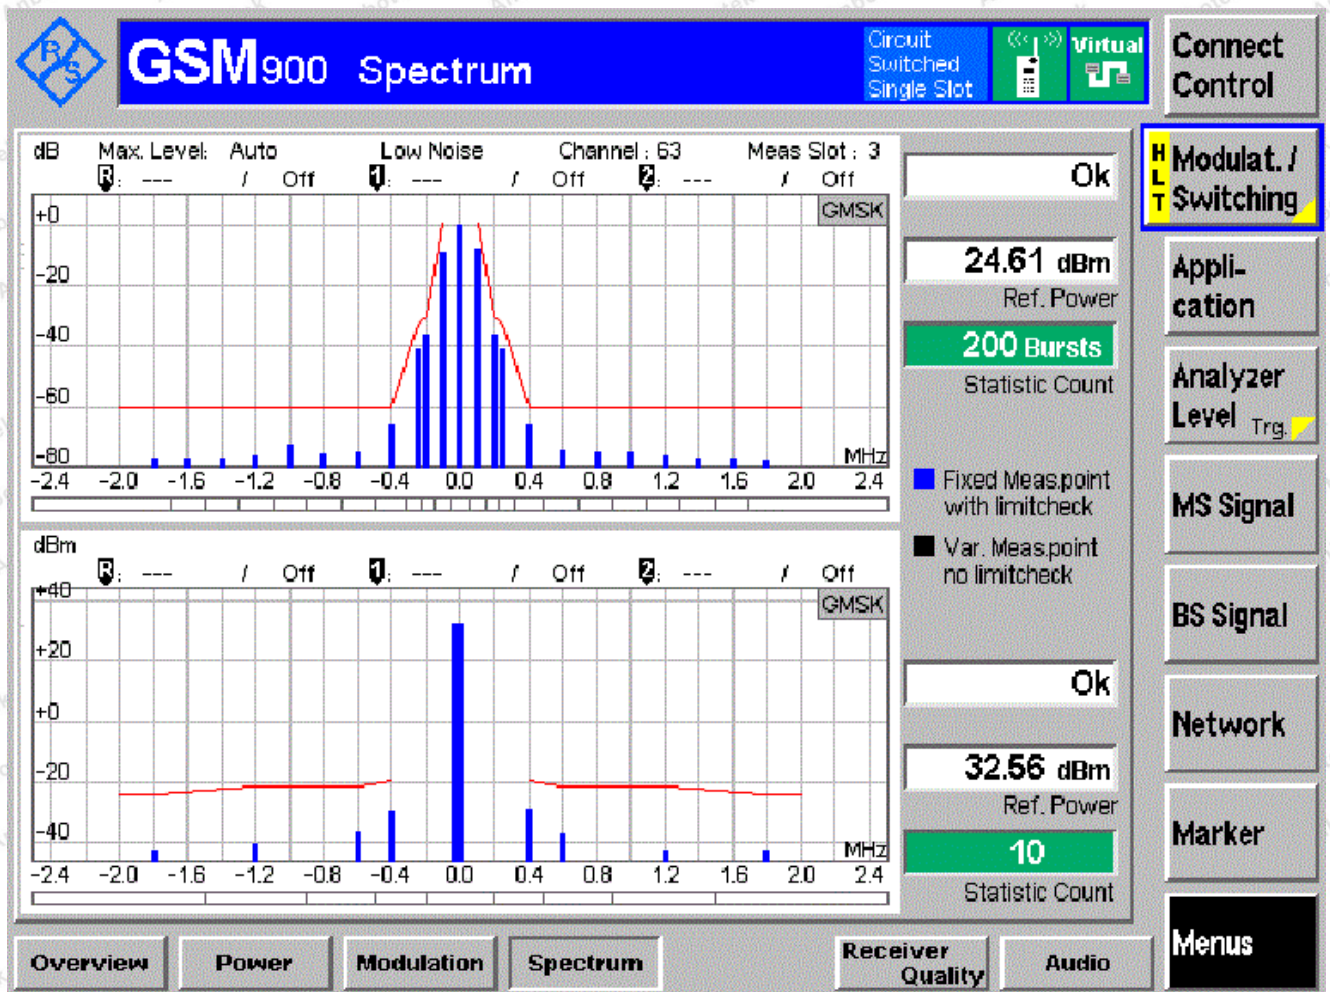 GSM900 Spectrum
Circuit
Switched
Single Slot
Virtual
Connect
Control
dB Max. Level: Auto Low Noise Channel : 63 Meas Slot : 3
R : --- / Off 1 : --- / Off 2 : --- / Off
GMSK
+0
-20
-40
-60
-80
MHz
-2.4 -2.0 -1.6 -1.2 -0.8 -0.4 0.0 0.4 0.8 1.2 1.6 2.0 2.4
Ok
24.61 dBm
Ref. Power
200 Bursts
Statistic Count
Fixed Meas.point
with limitcheck
Var. Meas.point
no limitcheck
dBm
R : --- / Off 1 : --- / Off 2 : --- / Off
GMSK
+40
+20
+0
-20
-40
MHz
-2.4 -2.0 -1.6 -1.2 -0.8 -0.4 0.0 0.4 0.8 1.2 1.6 2.0 2.4
Ok
32.56 dBm
Ref. Power
10
Statistic Count
HLT
Modulat. /
Switching
Appli-
cation
Analyzer
Level Trg.
MS Signal
BS Signal
Network
Marker
Menus
Overview
Power
Modulation
Spectrum
Receiver
Quality
Audio